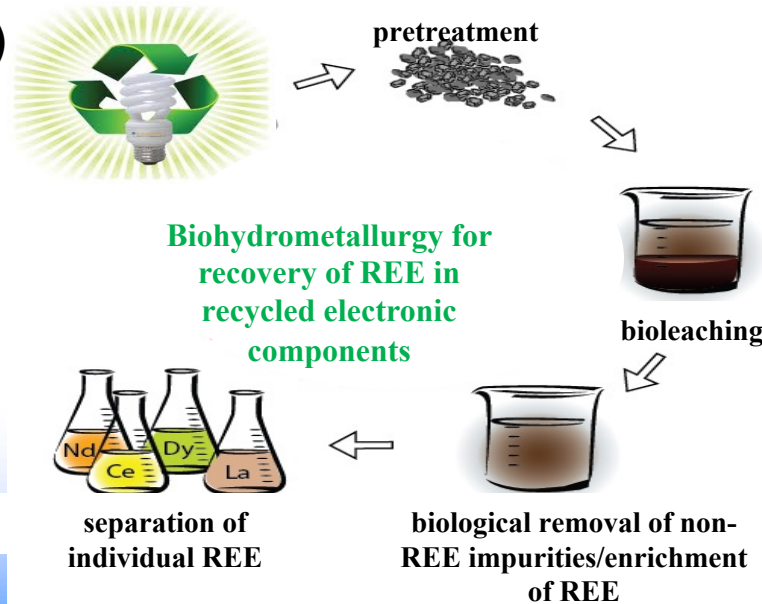 pretreatment
Biohydrometallurgy for
recovery of REE in
recycled electronic
components
bioleaching
biological removal of non-
REE impurities/enrichment
of REE
Nd
Ce
Dy
La
separation of
individual REE